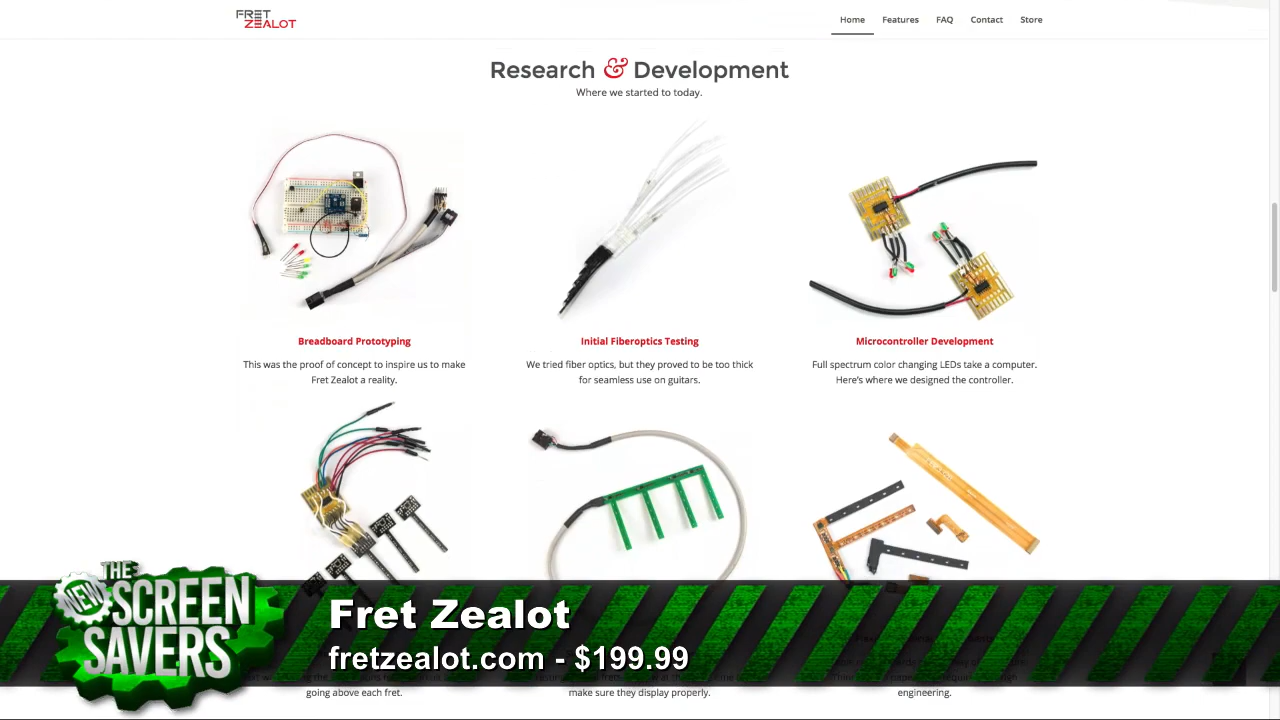 FRET
ZEALOT
Home
Features
FAQ
Contact
Store
Research & Development
Where we started to today.
Breadboard Prototyping
This was the proof of concept to inspire us to make
Fret Zealot a reality.
Initial Fiberoptics Testing
We tried fiber optics, but they proved to be too thick
for seamless use on guitars.
Microcontroller Development
Full spectrum color changing LEDs take a computer.
Here's where we designed the controller.
THE
NEW
SCREEN
SAVERS
Fret Zealot
fretzealot.com - $199.99
going above each fret.
make sure they display properly.
engineering.